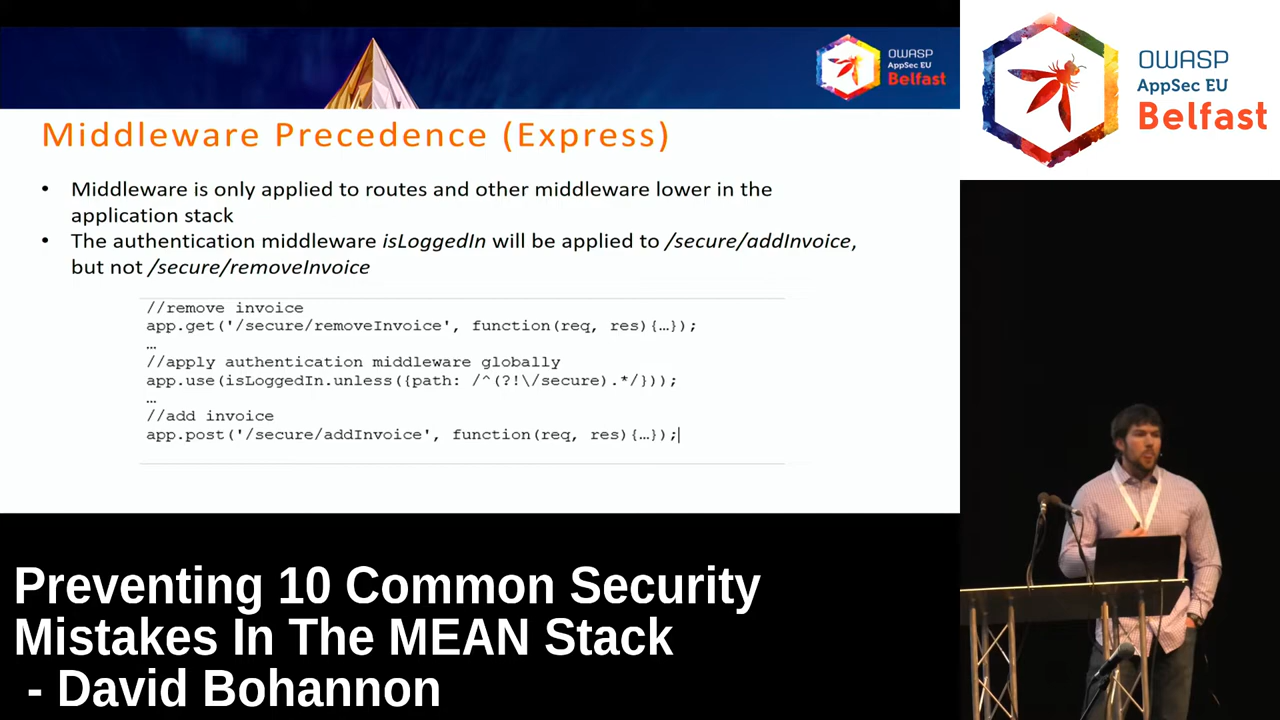 OWASP
AppSec EU
Belfast
OWASP
AppSec EU
Belfast
Middleware Precedence (Express)
• Middleware is only applied to routes and other middleware lower in the
application stack
• The authentication middleware isLoggedIn will be applied to /secure/addInvoice,
but not /secure/removeInvoice
//remove invoice
app.get('/secure/removeInvoice', function(req, res){…});
…
//apply authentication middleware globally
app.use(isLoggedIn.unless({path: /^(?!\/secure).*/}));
…
//add invoice
app.post('/secure/addInvoice', function(req, res){…});
Preventing 10 Common Security
Mistakes In The MEAN Stack
- David Bohannon